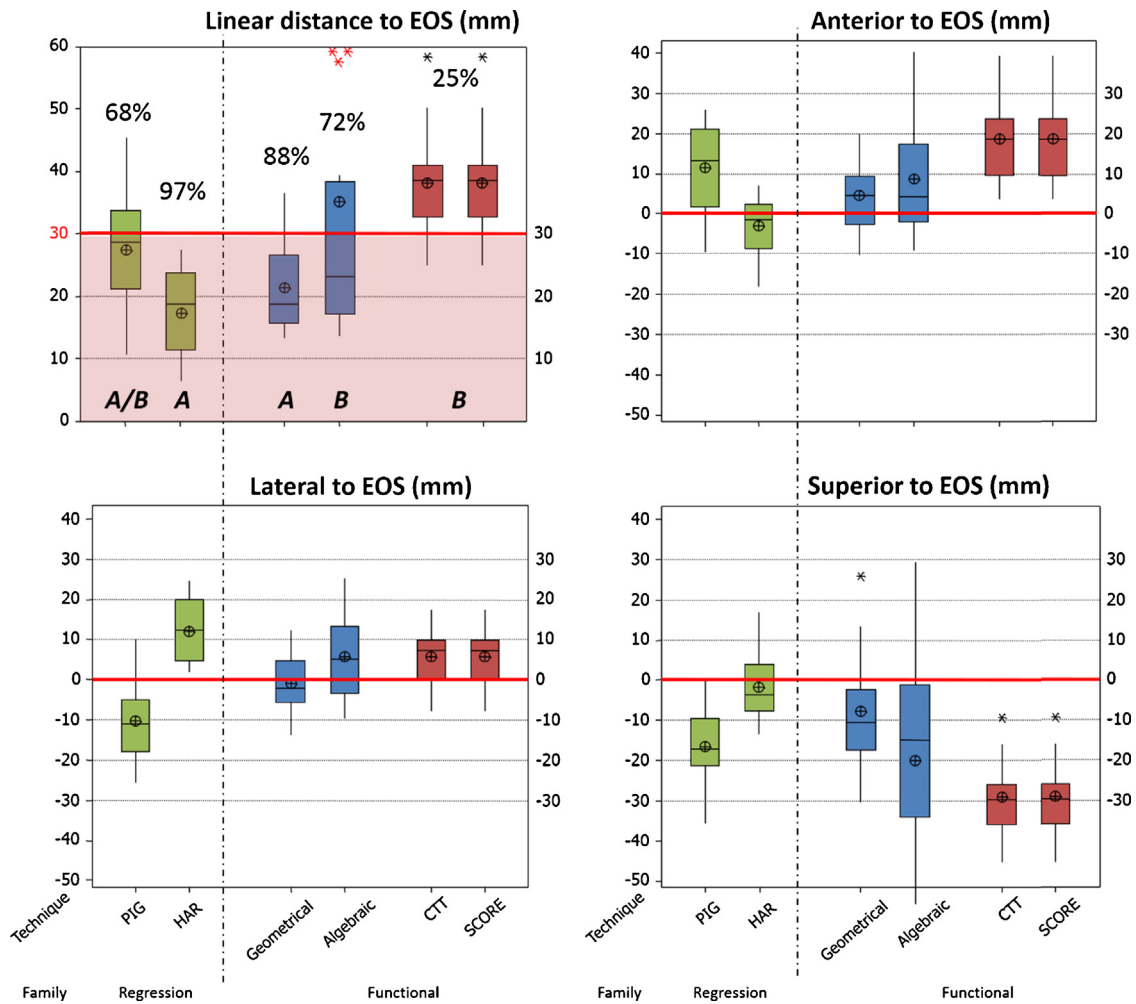 Linear distance to EOS (mm)
60
50
40
30
20
10
0
30
20
10
68%
97%
88%
72%
25%
A/B
A
A
B
B
Anterior to EOS (mm)
40
30
20
10
0
-10
-20
-30
-40
-50
30
20
10
0
-10
-20
-30
Lateral to EOS (mm)
40
30
20
10
0
-10
-20
-30
-40
-50
30
20
10
0
-10
-20
-30
Superior to EOS (mm)
40
30
20
10
0
-10
-20
-30
-40
-50
30
20
10
0
-10
-20
-30
Technique
PIG
HAR
Geometrical
Algebraic
CTT
SCORE
Technique
PIG
HAR
Geometrical
Algebraic
CTT
SCORE
Family
Regression
Functional
Family
Regression
Functional